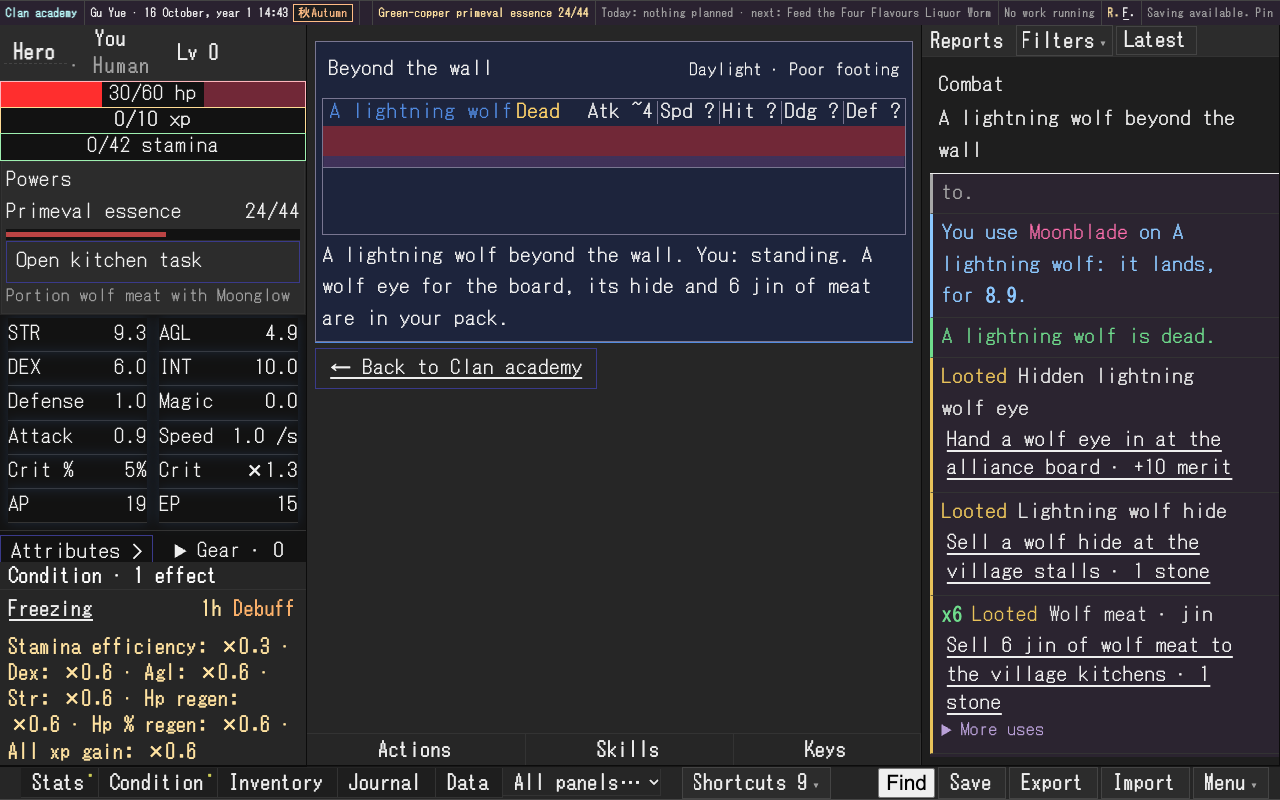 Clan academy
Gu Yue · 16 October, year 1 14:43 秋Autumn
Green-copper primeval essence 24/44
Today: nothing planned · next: Feed the Four Flavours Liquor Worm
No work running
R. F.
Saving available. Pin
Hero · You Human Lv 0
30/60 hp
0/10 xp
0/42 stamina
Powers
Primeval essence 24/44
Open kitchen task
Portion wolf meat with Moonglow
STR 9.3 AGL 4.9
DEX 6.0 INT 10.0
Defense 1.0 Magic 0.0
Attack 0.9 Speed 1.0 /s
Crit % 5% Crit ×1.3
AP 19 EP 15
Attributes > ▶ Gear · 0
Condition · 1 effect
Freezing 1h Debuff
Stamina efficiency: ×0.3 ·
Dex: ×0.6 · Agl: ×0.6 ·
Str: ×0.6 · Hp regen:
×0.6 · Hp % regen: ×0.6 ·
All xp gain: ×0.6
Beyond the wall Daylight · Poor footing
A lightning wolf Dead Atk ~4 Spd ? Hit ? Ddg ? Def ?
A lightning wolf beyond the wall. You: standing. A
wolf eye for the board, its hide and 6 jin of meat
are in your pack.
← Back to Clan academy
Actions Skills Keys
Reports Filters ▾ Latest
Combat
A lightning wolf beyond the
wall
to.
You use Moonblade on A
lightning wolf: it lands,
for 8.9.
A lightning wolf is dead.
Looted Hidden lightning
wolf eye
Hand a wolf eye in at the
alliance board · +10 merit
Looted Lightning wolf hide
Sell a wolf hide at the
village stalls · 1 stone
x6 Looted Wolf meat · jin
Sell 6 jin of wolf meat to
the village kitchens · 1
stone
▶ More uses
Stats Condition Inventory Journal Data All panels… Shortcuts 9 ▾ Find Save Export Import Menu ▾